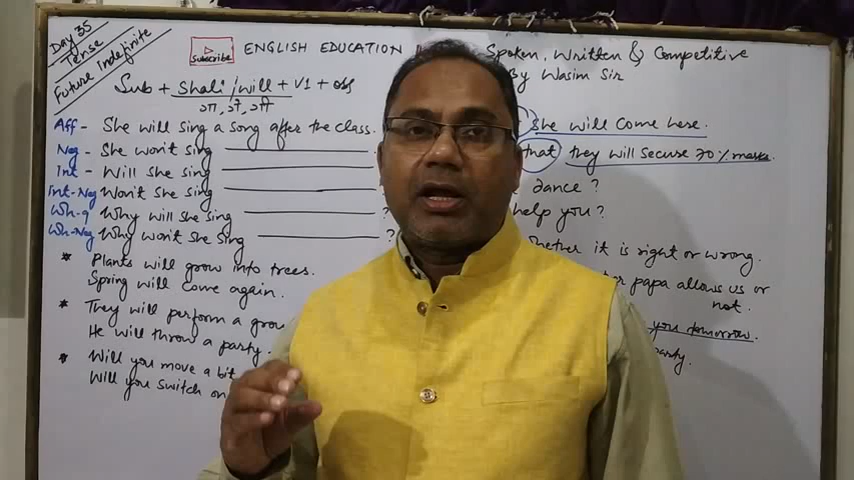 Day 35
Tense
Future Indefinite
Subscribe
ENGLISH EDUCATION
Spoken, Written & Competitive
By Wasim Sir
Sub + Shall/will + V1 + obj
गा, गे, गी
Aff - She will sing a song after the class.
Neg - She won't sing
Int - Will she sing
Int-Neg Won't she sing
Wh-q Why will she sing ?
Wh-Neg Why won't she sing ?
* Plants will grow into trees.
Spring will come again.
* They will perform a
He will throw a party.
* Will you move a bit
Will you switch on
She will come here.
that they will secure 70% marks.
dance ?
help you ?
whether it is right or wrong.
papa allows us or
not.
you tomorrow.
party.